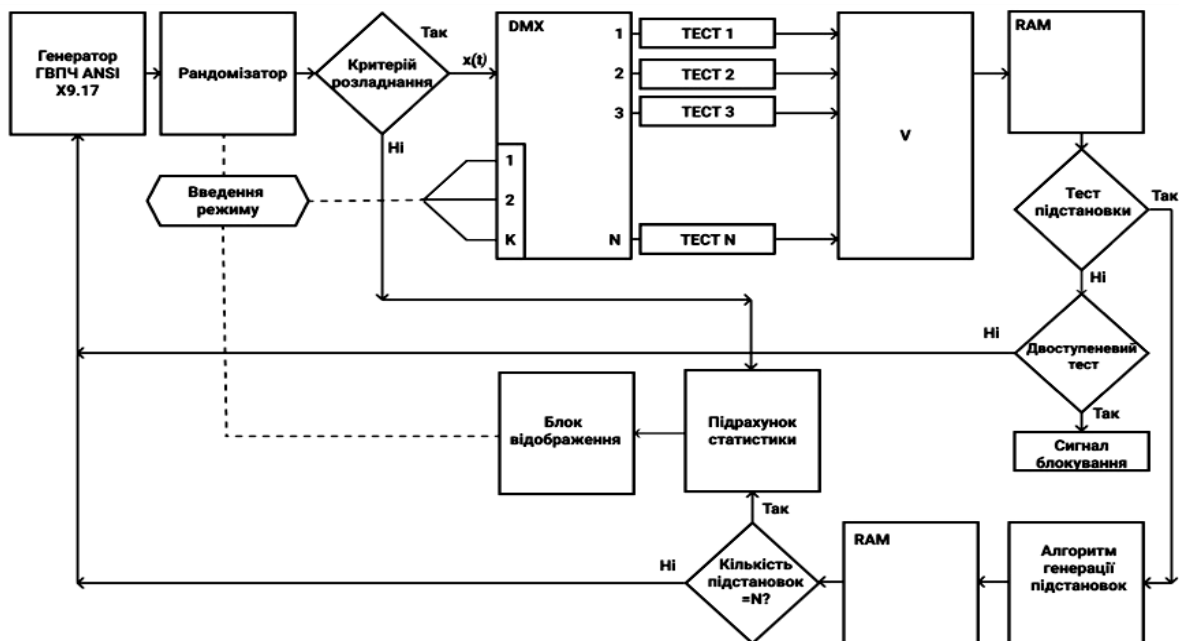 Генератор
ГВПЧ ANSI
X9.17
Рандомізатор
Критерій
розладнання
Так
x(t)
Ні
DMX
1
2
3
N
1
2
K
ТЕСТ 1
ТЕСТ 2
ТЕСТ 3
ТЕСТ N
V
RAM
Введення
режиму
Тест
підстановки
Так
Ні
Двоступеневий
тест
Ні
Так
Сигнал
блокування
Блок
відображення
Підрахунок
статистики
Так
Кількість
підстановок
=N?
Ні
RAM
Алгоритм
генерації
підстановок